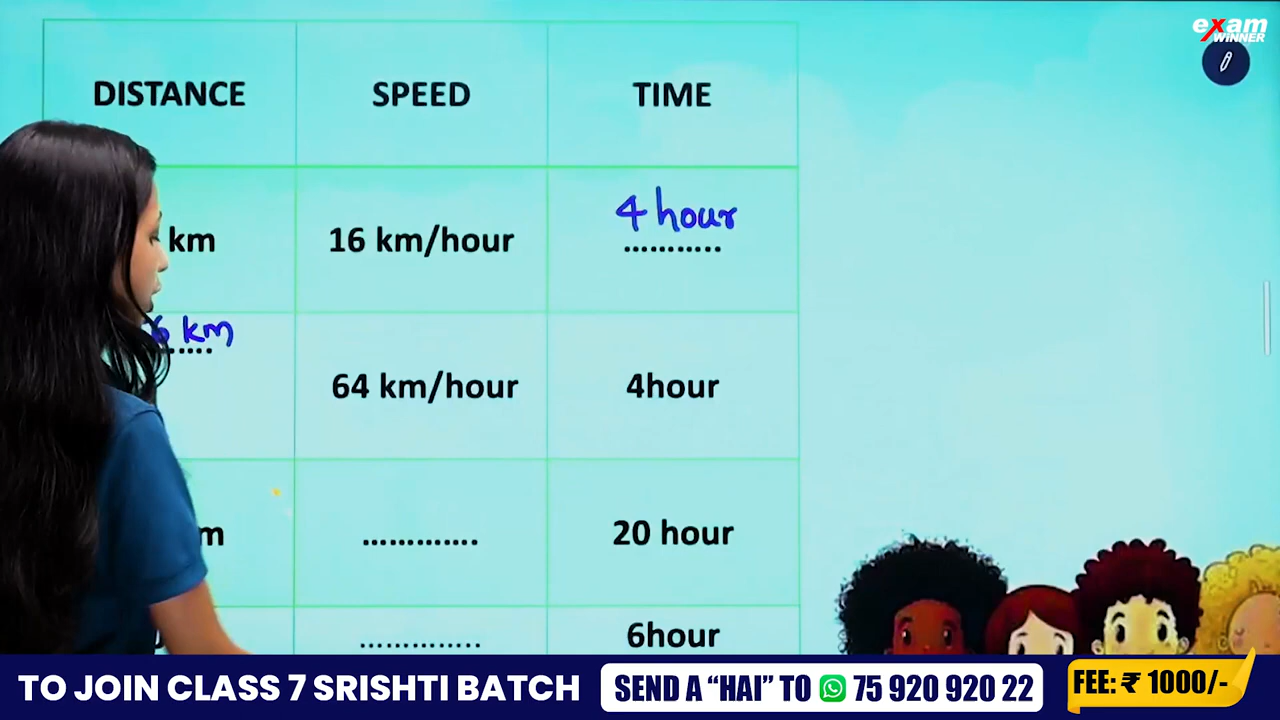 exam
WINNER
DISTANCE SPEED TIME
km 16 km/hour 4 hour
………..
6 km
…..
64 km/hour 4hour
m …………. 20 hour
………….. 6hour
TO JOIN CLASS 7 SRISHTI BATCH SEND A “HAI” TO 75 920 920 22 FEE: ₹ 1000/-